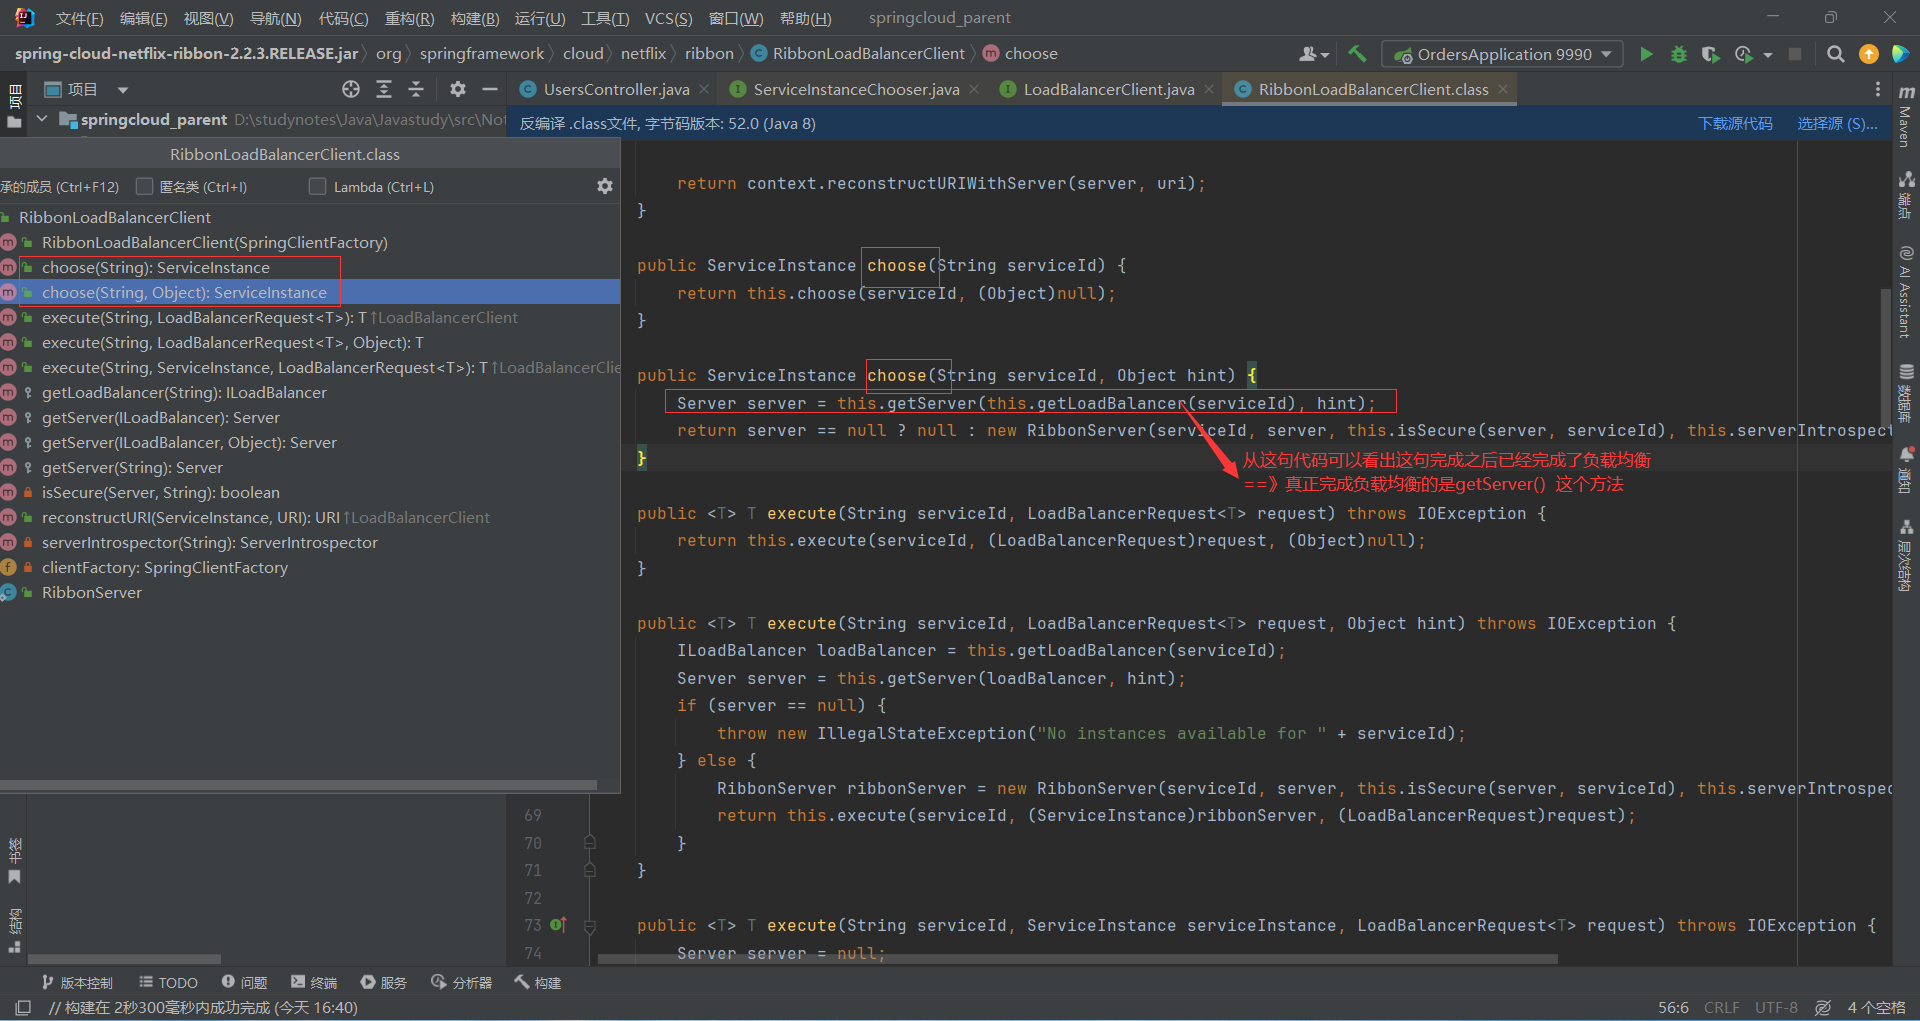 文件(F) 编辑(E) 视图(V) 导航(N) 代码(C) 重构(R) 构建(B) 运行(U) 工具(T) VCS(S) 窗口(W) 帮助(H) springcloud_parent
spring-cloud-netflix-ribbon-2.2.3.RELEASE.jar org springframework cloud netflix ribbon RibbonLoadBalancerClient choose OrdersApplication 9990
项目
项目
UsersController.java ServiceInstanceChooser.java LoadBalancerClient.java RibbonLoadBalancerClient.class
springcloud_parent D:\studynotes\Java\Javastudy\src\Not
反编译 .class文件, 字节码版本: 52.0 (Java 8) 下载源代码 选择源 (S)...
RibbonLoadBalancerClient.class
承的成员 (Ctrl+F12) 匿名类 (Ctrl+I) Lambda (Ctrl+L)
RibbonLoadBalancerClient
RibbonLoadBalancerClient(SpringClientFactory)
choose(String): ServiceInstance
choose(String, Object): ServiceInstance
execute(String, LoadBalancerRequest<T>): T ↑LoadBalancerClient
execute(String, LoadBalancerRequest<T>, Object): T
execute(String, ServiceInstance, LoadBalancerRequest<T>): T ↑LoadBalancerClie
getLoadBalancer(String): ILoadBalancer
getServer(ILoadBalancer): Server
getServer(ILoadBalancer, Object): Server
getServer(String): Server
isSecure(Server, String): boolean
reconstructURI(ServiceInstance, URI): URI ↑LoadBalancerClient
serverIntrospector(String): ServerIntrospector
clientFactory: SpringClientFactory
RibbonServer
return context.reconstructURIWithServer(server, uri);
}
public ServiceInstance choose(String serviceId) {
return this.choose(serviceId, (Object)null);
}
public ServiceInstance choose(String serviceId, Object hint) {
Server server = this.getServer(this.getLoadBalancer(serviceId), hint);
return server == null ? null : new RibbonServer(serviceId, server, this.isSecure(server, serviceId), this.serverIntrospect
}
从这句代码可以看出这句完成之后已经完成了负载均衡
==》真正完成负载均衡的是getServer() 这个方法
public <T> T execute(String serviceId, LoadBalancerRequest<T> request) throws IOException {
return this.execute(serviceId, (LoadBalancerRequest)request, (Object)null);
}
public <T> T execute(String serviceId, LoadBalancerRequest<T> request, Object hint) throws IOException {
ILoadBalancer loadBalancer = this.getLoadBalancer(serviceId);
Server server = this.getServer(loadBalancer, hint);
if (server == null) {
throw new IllegalStateException("No instances available for " + serviceId);
} else {
RibbonServer ribbonServer = new RibbonServer(serviceId, server, this.isSecure(server, serviceId), this.serverIntrospec
69 return this.execute(serviceId, (ServiceInstance)ribbonServer, (LoadBalancerRequest)request);
70 }
71 }
72
73 public <T> T execute(String serviceId, ServiceInstance serviceInstance, LoadBalancerRequest<T> request) throws IOException {
74 Server server = null;
Maven
端点
AI Assistant
数据库
通知
层次结构
书签
结构
版本控制 TODO 问题 终端 服务 分析器 构建
// 构建在 2秒300毫秒内成功完成 (今天 16:40) 56:6 CRLF UTF-8 4 个空格